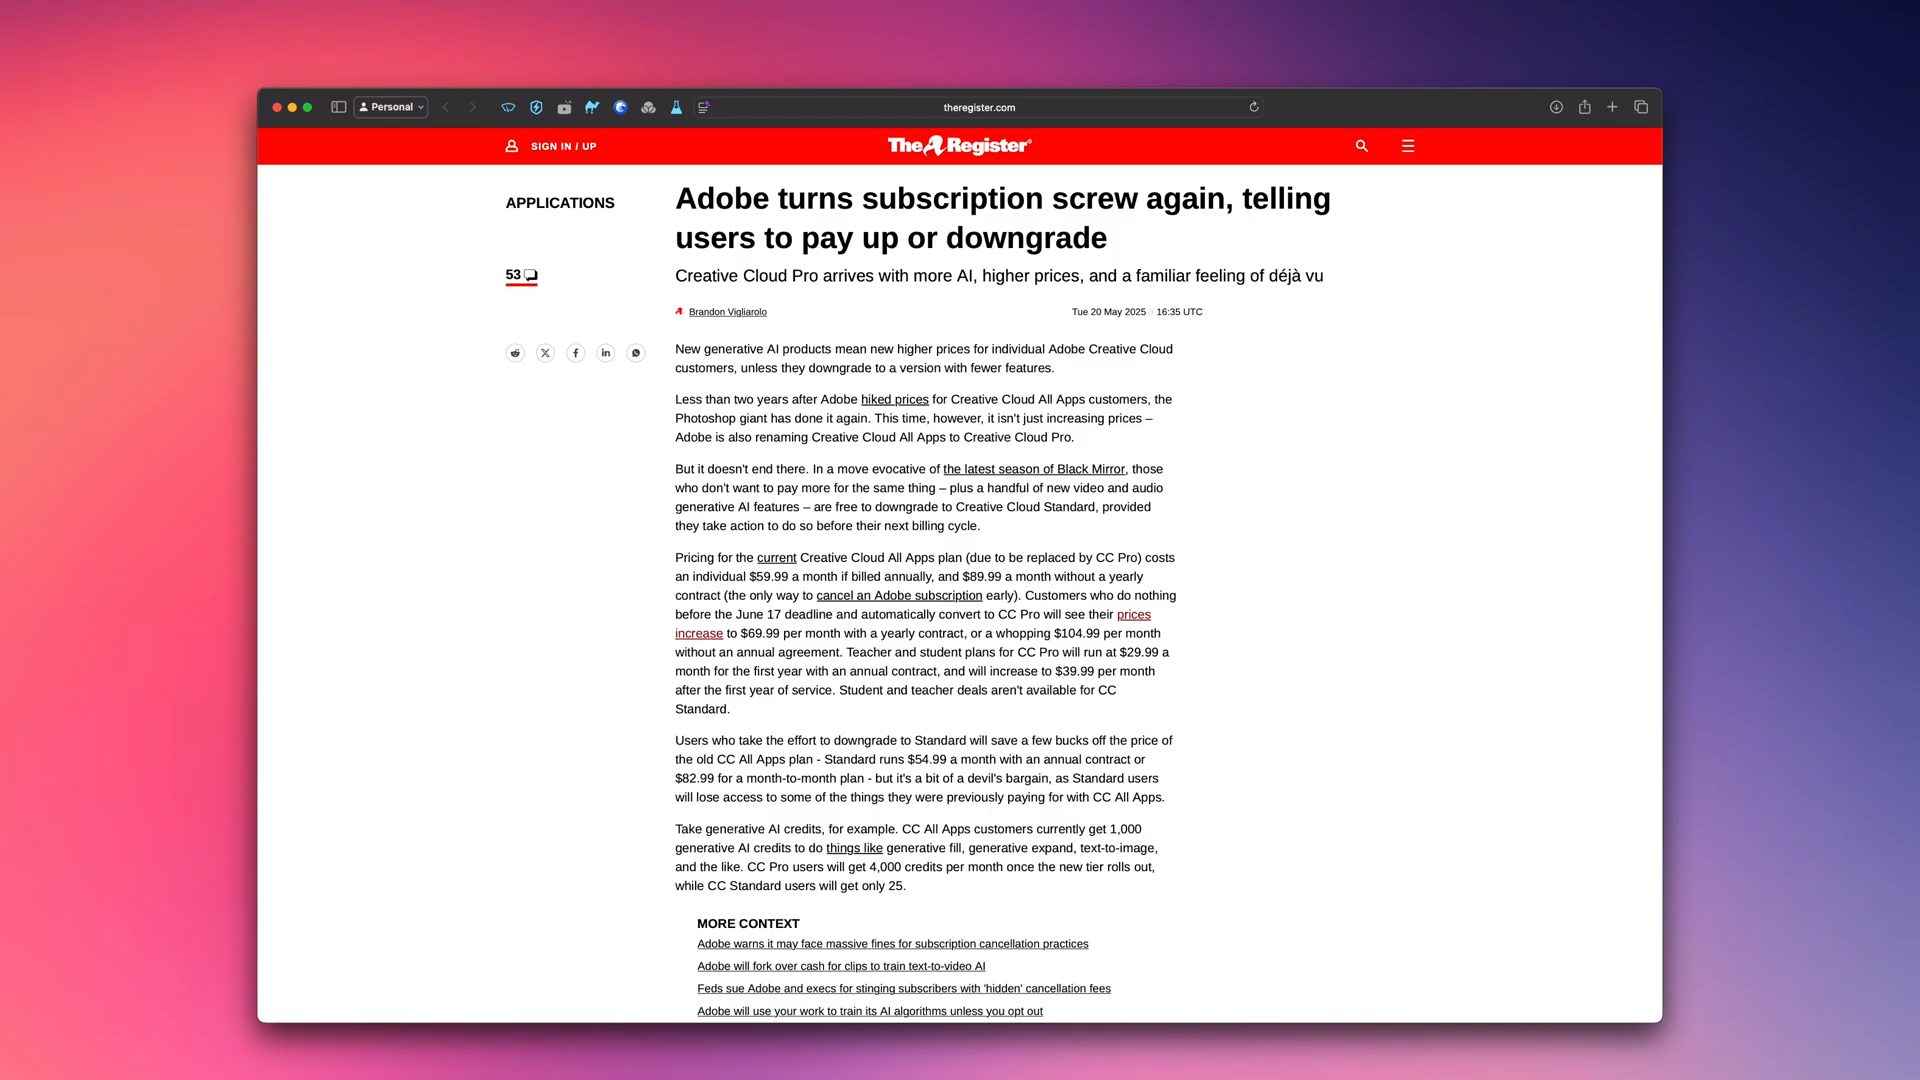 Personal
theregister.com
SIGN IN / UP
The Register®
APPLICATIONS
Adobe turns subscription screw again, telling
users to pay up or downgrade
53
Creative Cloud Pro arrives with more AI, higher prices, and a familiar feeling of déjà vu
Brandon Vigliarolo
Tue 20 May 2025 // 16:35 UTC
New generative AI products mean new higher prices for individual Adobe Creative Cloud
customers, unless they downgrade to a version with fewer features.
Less than two years after Adobe hiked prices for Creative Cloud All Apps customers, the
Photoshop giant has done it again. This time, however, it isn't just increasing prices –
Adobe is also renaming Creative Cloud All Apps to Creative Cloud Pro.
But it doesn't end there. In a move evocative of the latest season of Black Mirror, those
who don't want to pay more for the same thing – plus a handful of new video and audio
generative AI features – are free to downgrade to Creative Cloud Standard, provided
they take action to do so before their next billing cycle.
Pricing for the current Creative Cloud All Apps plan (due to be replaced by CC Pro) costs
an individual $59.99 a month if billed annually, and $89.99 a month without a yearly
contract (the only way to cancel an Adobe subscription early). Customers who do nothing
before the June 17 deadline and automatically convert to CC Pro will see their prices
increase to $69.99 per month with a yearly contract, or a whopping $104.99 per month
without an annual agreement. Teacher and student plans for CC Pro will run at $29.99 a
month for the first year with an annual contract, and will increase to $39.99 per month
after the first year of service. Student and teacher deals aren't available for CC
Standard.
Users who take the effort to downgrade to Standard will save a few bucks off the price of
the old CC All Apps plan - Standard runs $54.99 a month with an annual contract or
$82.99 for a month-to-month plan - but it's a bit of a devil's bargain, as Standard users
will lose access to some of the things they were previously paying for with CC All Apps.
Take generative AI credits, for example. CC All Apps customers currently get 1,000
generative AI credits to do things like generative fill, generative expand, text-to-image,
and the like. CC Pro users will get 4,000 credits per month once the new tier rolls out,
while CC Standard users will get only 25.
MORE CONTEXT
Adobe warns it may face massive fines for subscription cancellation practices
Adobe will fork over cash for clips to train text-to-video AI
Feds sue Adobe and execs for stinging subscribers with 'hidden' cancellation fees
Adobe will use your work to train its AI algorithms unless you opt out